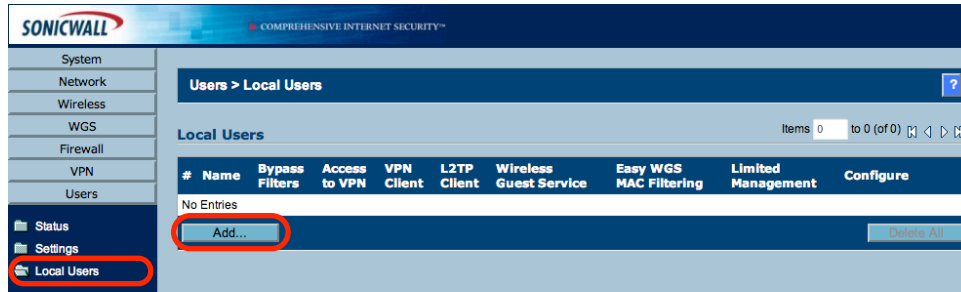 SONICWALL
COMPREHENSIVE INTERNET SECURITY™
System
Network
Wireless
WGS
Firewall
VPN
Users
Status
Settings
Local Users
Users > Local Users
?
Local Users
Items 0 to 0 (of 0)
# Name Bypass Filters Access to VPN VPN Client L2TP Client Wireless Guest Service Easy WGS MAC Filtering Limited Management Configure
No Entries
Add...
Delete All